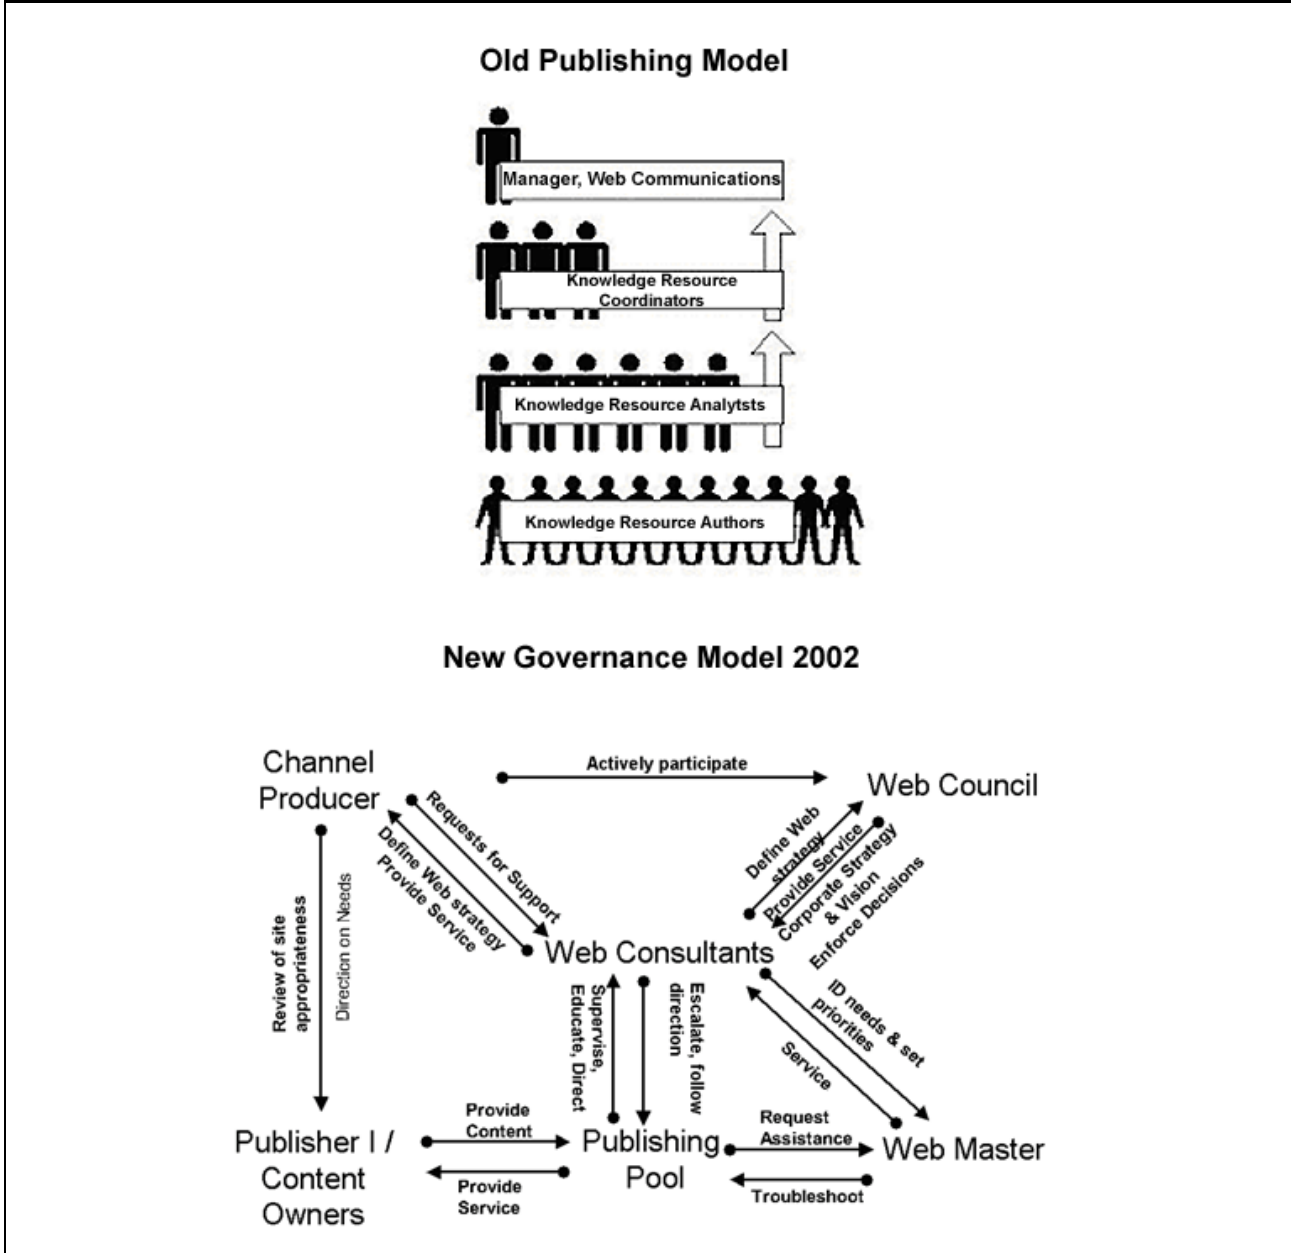 Old Publishing Model
Manager, Web Communications
Knowledge Resource
Coordinators
Knowledge Resource Analytsts
Knowledge Resource Authors
New Governance Model 2002
Channel
Producer
Actively participate
Web Council
Requests for Support
Define Web strategy
Provide Service
Define Web
strategy
Provide Service
Corporate Strategy
& Vision
Enforce Decisions
Review of site
appropriateness
Direction on Needs
Web Consultants
Supervise,
Educate, Direct
Escalate, follow
direction
ID needs & set
priorities
Service
Publisher I /
Content
Owners
Provide
Content
Provide
Service
Publishing
Pool
Request
Assistance
Troubleshoot
Web Master